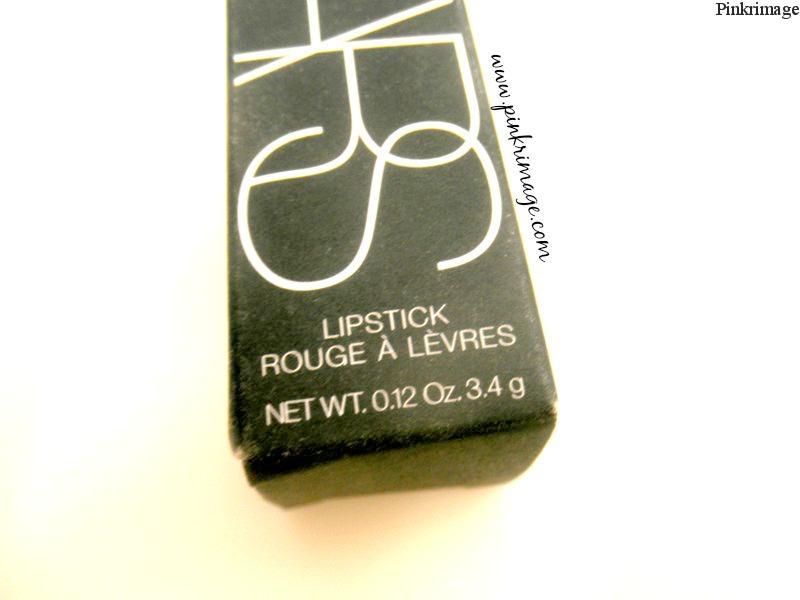 Pinkrimage
www.pinkrimage.com
NARS
LIPSTICK
ROUGE À LÈVRES
NET WT. 0.12 Oz. 3.4 g